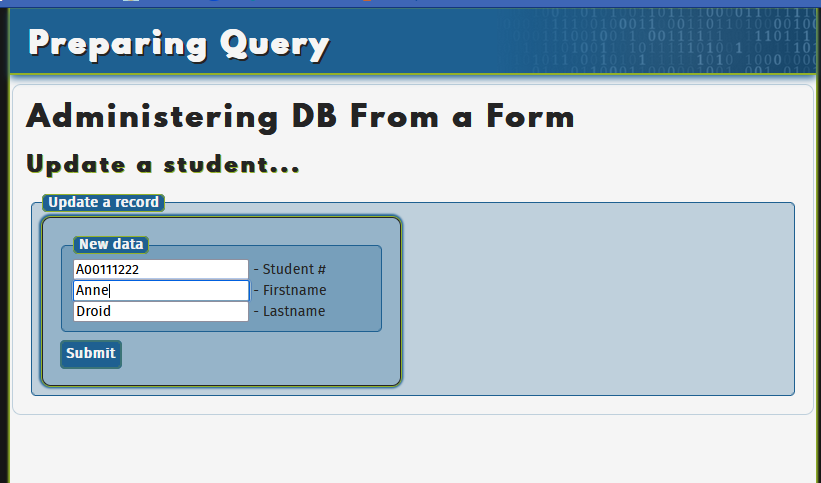 Preparing Query
Administering DB From a Form
Update a student...
Update a record
New data
A00111222 - Student #
Anne - Firstname
Droid - Lastname
Submit